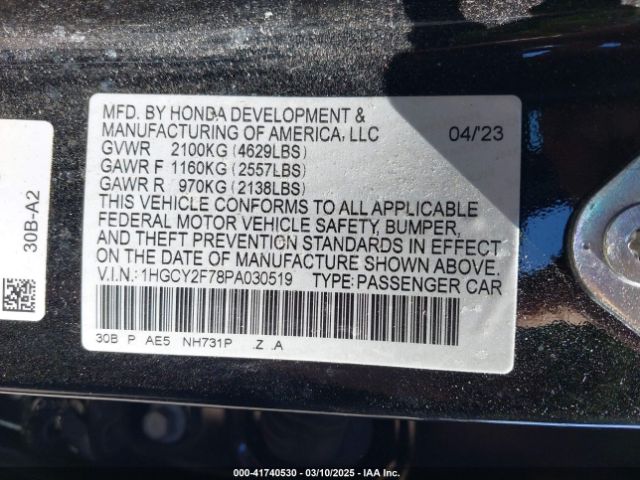 MFD. BY HONDA DEVELOPMENT &
MANUFACTURING OF AMERICA, LLC 04/'23
GVWR 2100KG (4629LBS)
GAWR F 1160KG (2557LBS)
GAWR R 970KG (2138LBS)
THIS VEHICLE CONFORMS TO ALL APPLICABLE
FEDERAL MOTOR VEHICLE SAFETY, BUMPER,
AND THEFT PREVENTION STANDARDS IN EFFECT
ON THE DATE OF MANUFACTURE SHOWN ABOVE.
V.I.N.:1HGCY2F78PA030519 TYPE:PASSENGER CAR
30B P AE5 NH731P .Z .A
30B-A2
000-41740530 - 03/10/2025 - IAA Inc.